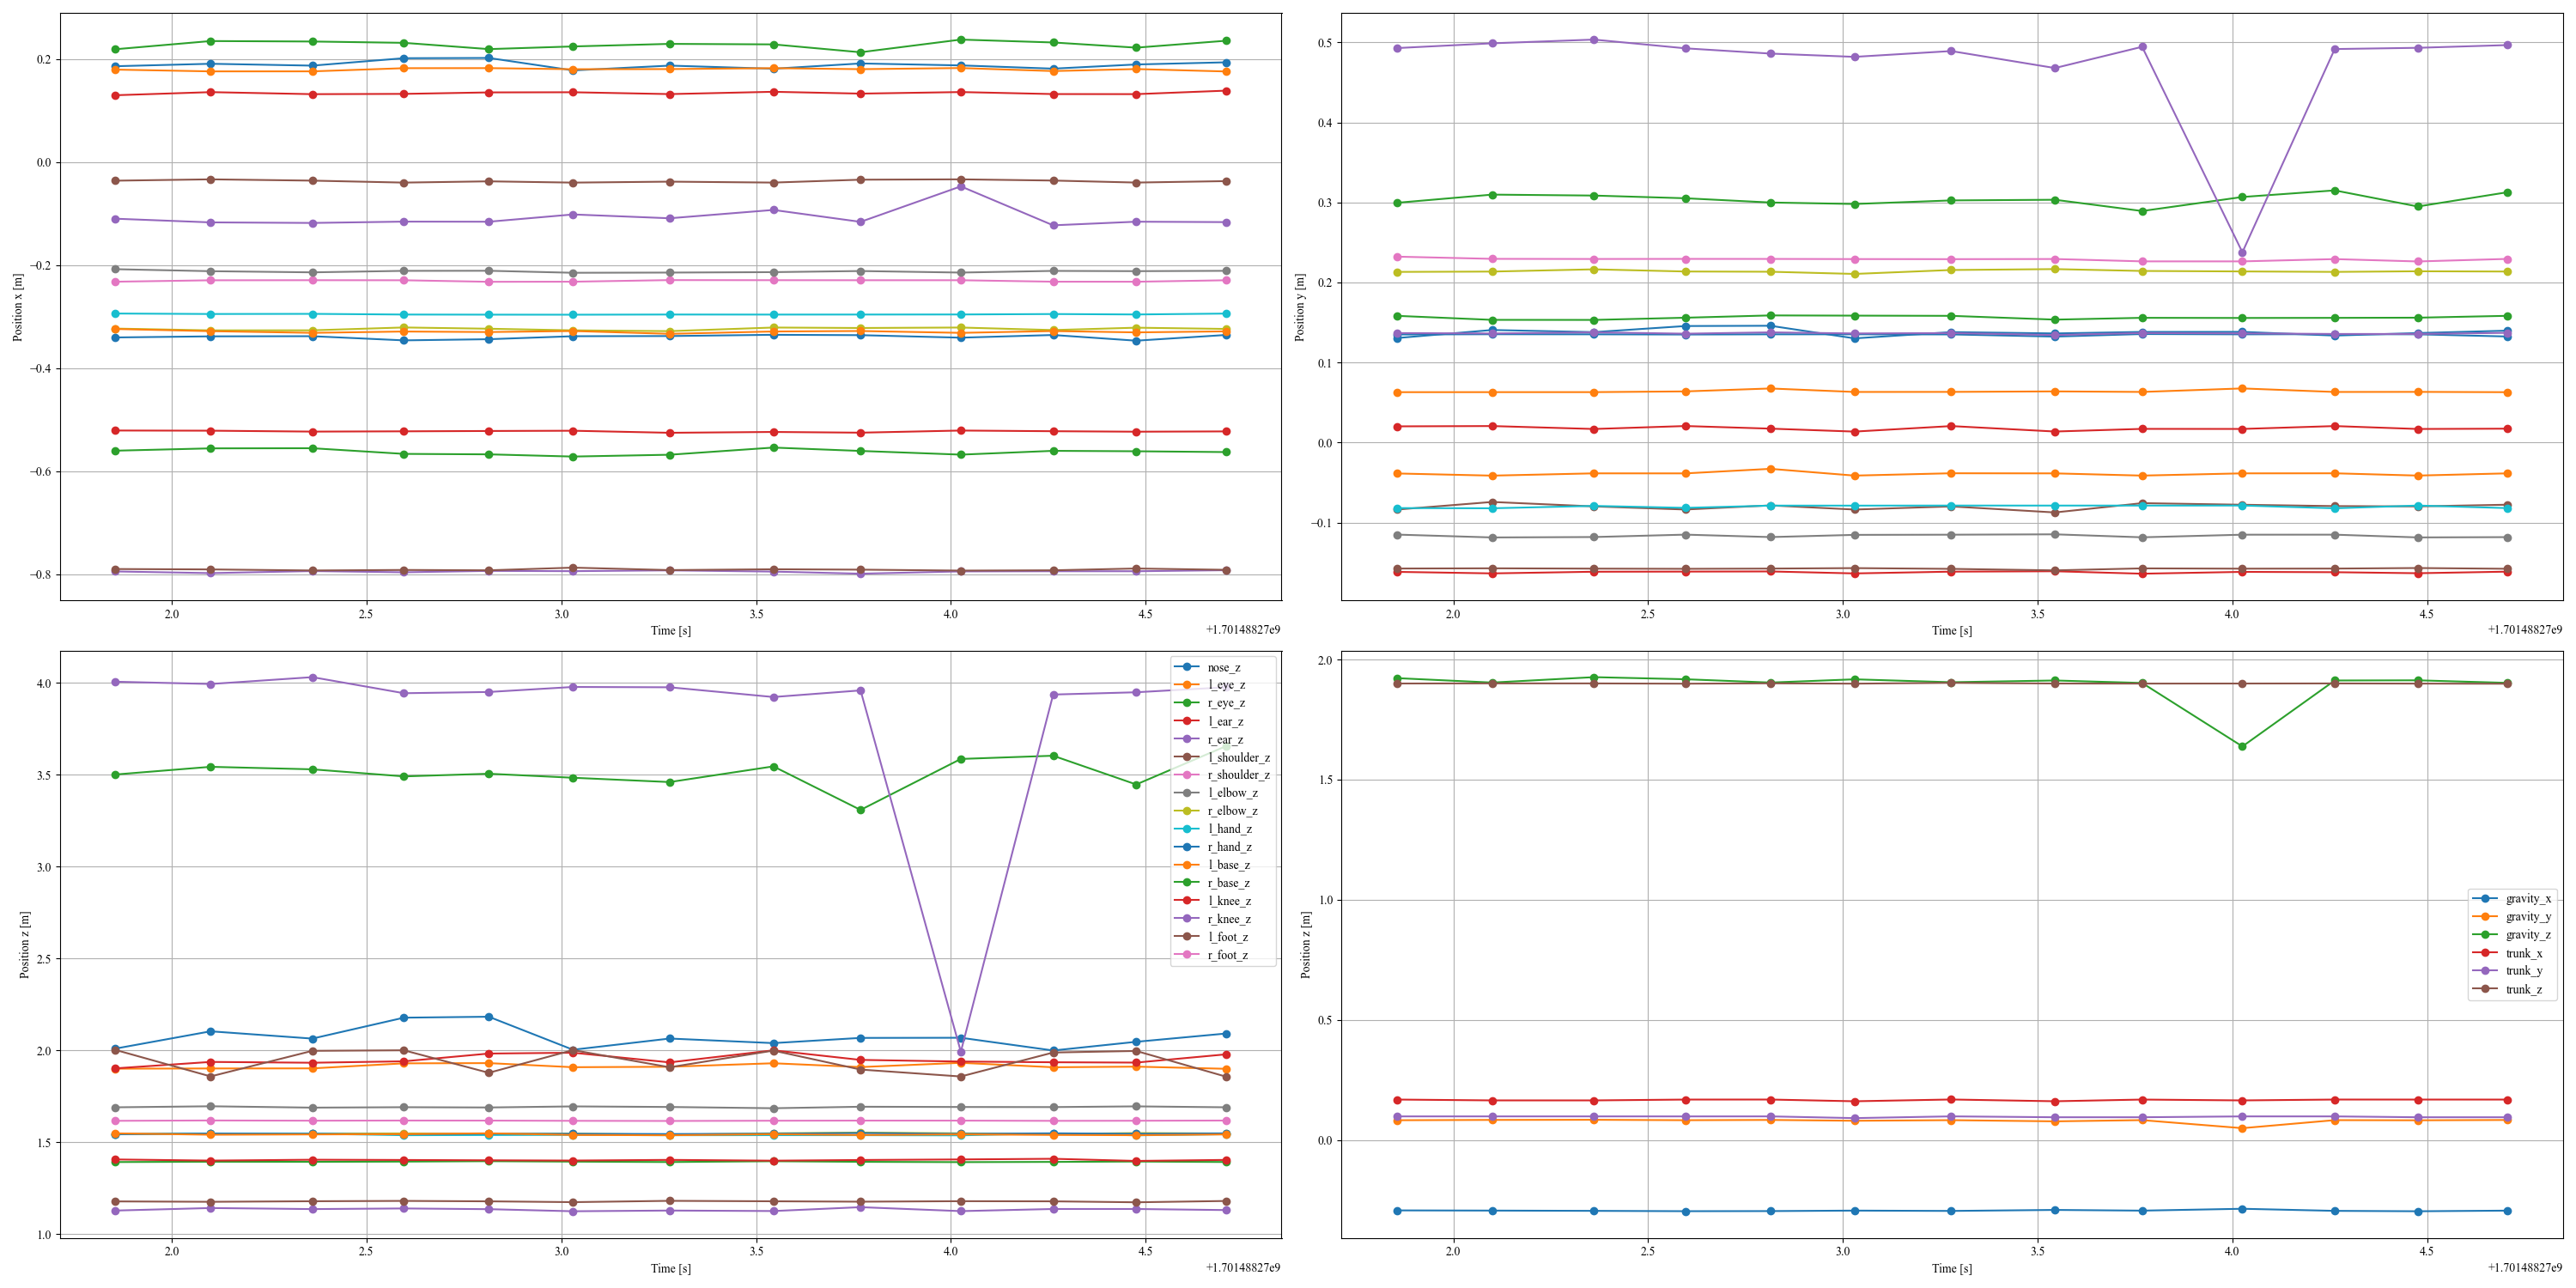 0.2
0.0
−0.2
−0.4
−0.6
−0.8
Position x [m]
2.0 2.5 3.0 3.5 4.0 4.5
Time [s]
+1.70148827e9
0.5
0.4
0.3
0.2
0.1
0.0
−0.1
Position y [m]
2.0 2.5 3.0 3.5 4.0 4.5
Time [s]
+1.70148827e9
4.0
3.5
3.0
2.5
2.0
1.5
1.0
Position z [m]
nose_z
l_eye_z
r_eye_z
l_ear_z
r_ear_z
l_shoulder_z
r_shoulder_z
l_elbow_z
r_elbow_z
l_hand_z
r_hand_z
l_base_z
r_base_z
l_knee_z
r_knee_z
l_foot_z
r_foot_z
2.0 2.5 3.0 3.5 4.0 4.5
Time [s]
+1.70148827e9
2.0
1.5
1.0
0.5
0.0
Position z [m]
gravity_x
gravity_y
gravity_z
trunk_x
trunk_y
trunk_z
2.0 2.5 3.0 3.5 4.0 4.5
Time [s]
+1.70148827e9